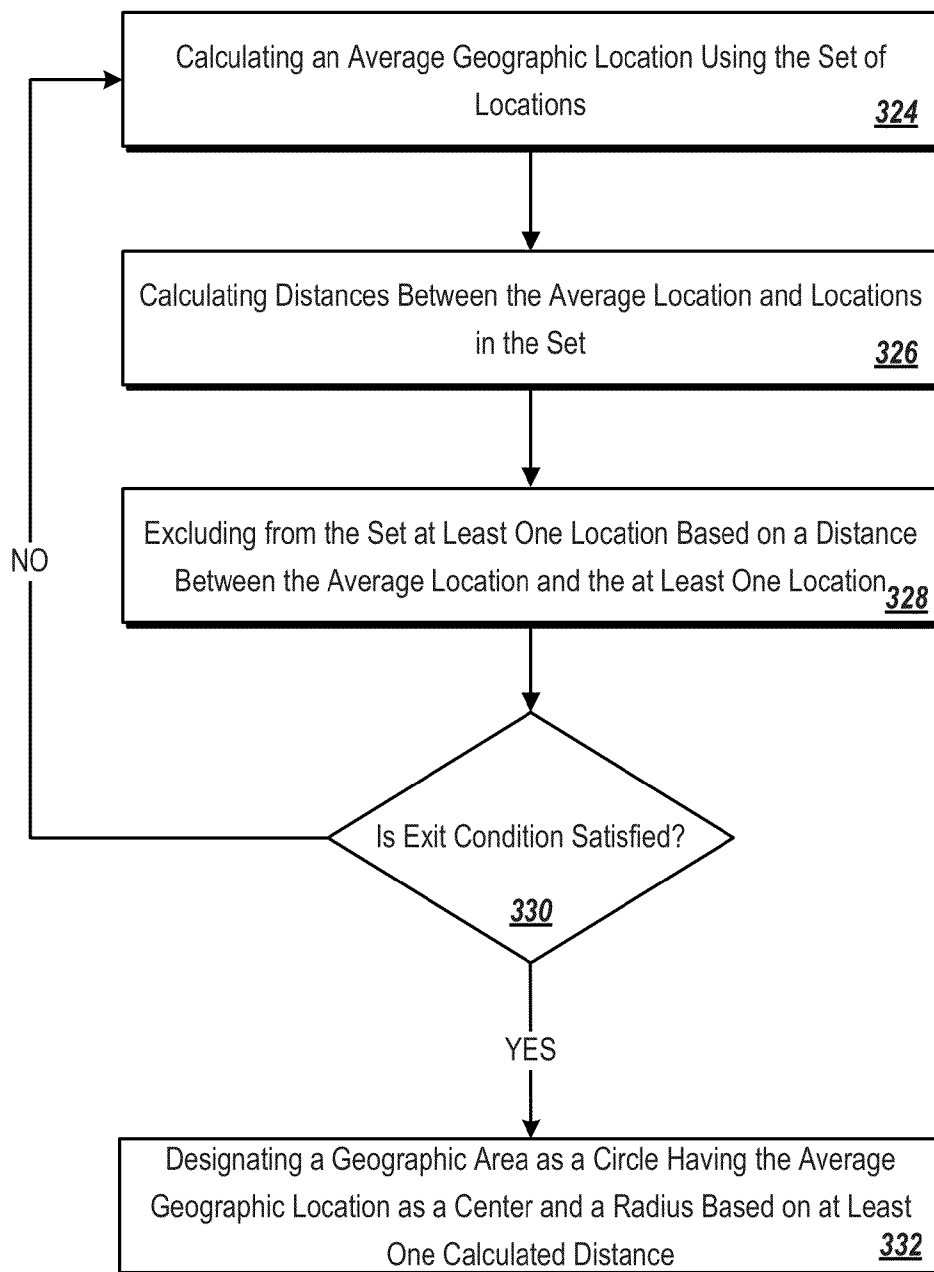 Calculating an Average Geographic Location Using the Set of
Locations
324
Calculating Distances Between the Average Location and Locations
in the Set
326
Excluding from the Set at Least One Location Based on a Distance
Between the Average Location and the at Least One Location
328
NO
Is Exit Condition Satisfied?
330
YES
Designating a Geographic Area as a Circle Having the Average
Geographic Location as a Center and a Radius Based on at Least
One Calculated Distance
332